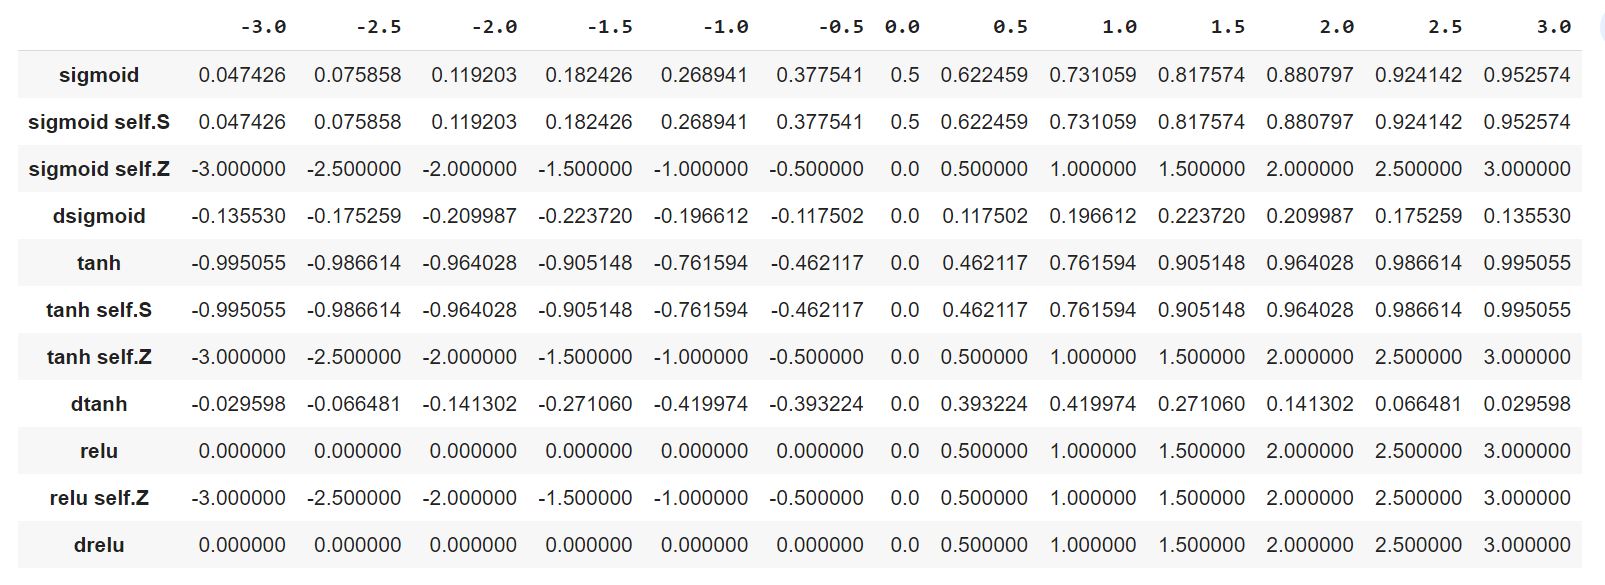 -3.0 -2.5 -2.0 -1.5 -1.0 -0.5 0.0 0.5 1.0 1.5 2.0 2.5 3.0
sigmoid 0.047426 0.075858 0.119203 0.182426 0.268941 0.377541 0.5 0.622459 0.731059 0.817574 0.880797 0.924142 0.952574
sigmoid self.S 0.047426 0.075858 0.119203 0.182426 0.268941 0.377541 0.5 0.622459 0.731059 0.817574 0.880797 0.924142 0.952574
sigmoid self.Z -3.000000 -2.500000 -2.000000 -1.500000 -1.000000 -0.500000 0.0 0.500000 1.000000 1.500000 2.000000 2.500000 3.000000
dsigmoid -0.135530 -0.175259 -0.209987 -0.223720 -0.196612 -0.117502 0.0 0.117502 0.196612 0.223720 0.209987 0.175259 0.135530
tanh -0.995055 -0.986614 -0.964028 -0.905148 -0.761594 -0.462117 0.0 0.462117 0.761594 0.905148 0.964028 0.986614 0.995055
tanh self.S -0.995055 -0.986614 -0.964028 -0.905148 -0.761594 -0.462117 0.0 0.462117 0.761594 0.905148 0.964028 0.986614 0.995055
tanh self.Z -3.000000 -2.500000 -2.000000 -1.500000 -1.000000 -0.500000 0.0 0.500000 1.000000 1.500000 2.000000 2.500000 3.000000
dtanh -0.029598 -0.066481 -0.141302 -0.271060 -0.419974 -0.393224 0.0 0.393224 0.419974 0.271060 0.141302 0.066481 0.029598
relu 0.000000 0.000000 0.000000 0.000000 0.000000 0.000000 0.0 0.500000 1.000000 1.500000 2.000000 2.500000 3.000000
relu self.Z -3.000000 -2.500000 -2.000000 -1.500000 -1.000000 -0.500000 0.0 0.500000 1.000000 1.500000 2.000000 2.500000 3.000000
drelu 0.000000 0.000000 0.000000 0.000000 0.000000 0.000000 0.0 0.500000 1.000000 1.500000 2.000000 2.500000 3.000000